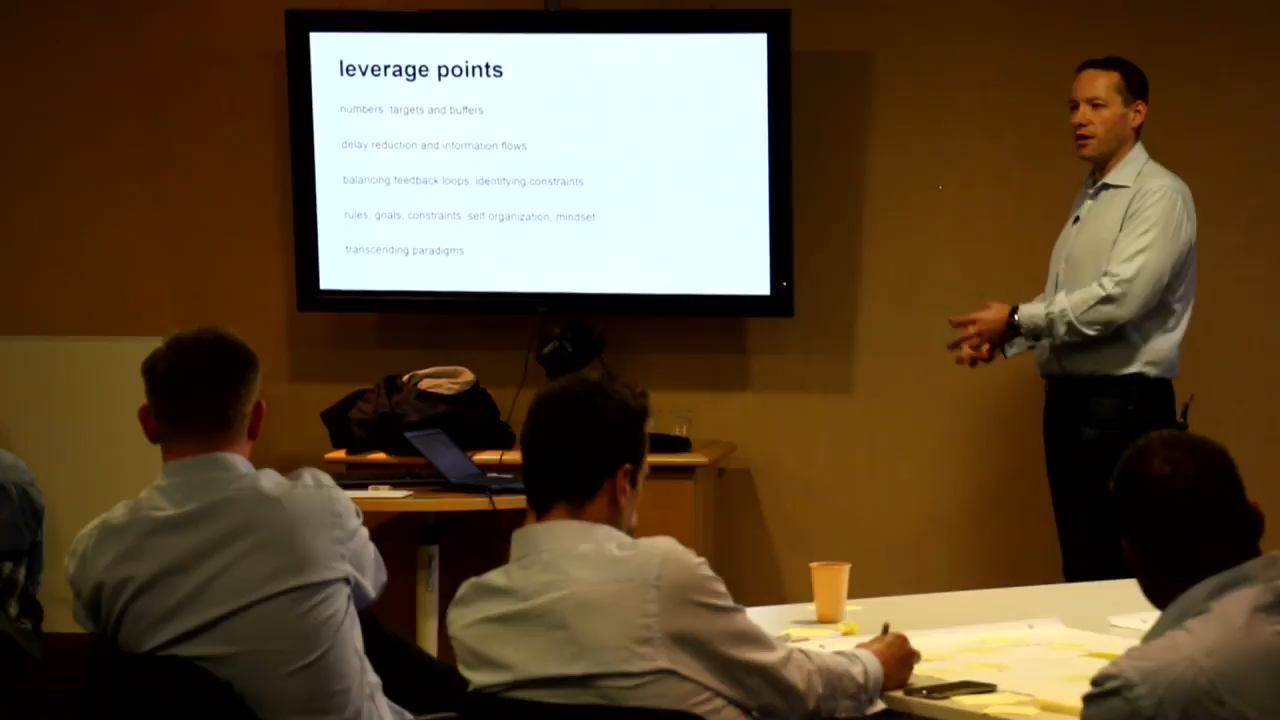 leverage points
numbers, targets and buffers
delay reduction and information flows
balancing feedback loops, identifying constraints
rules, goals, constraints, self organization, mindset
transcending paradigms